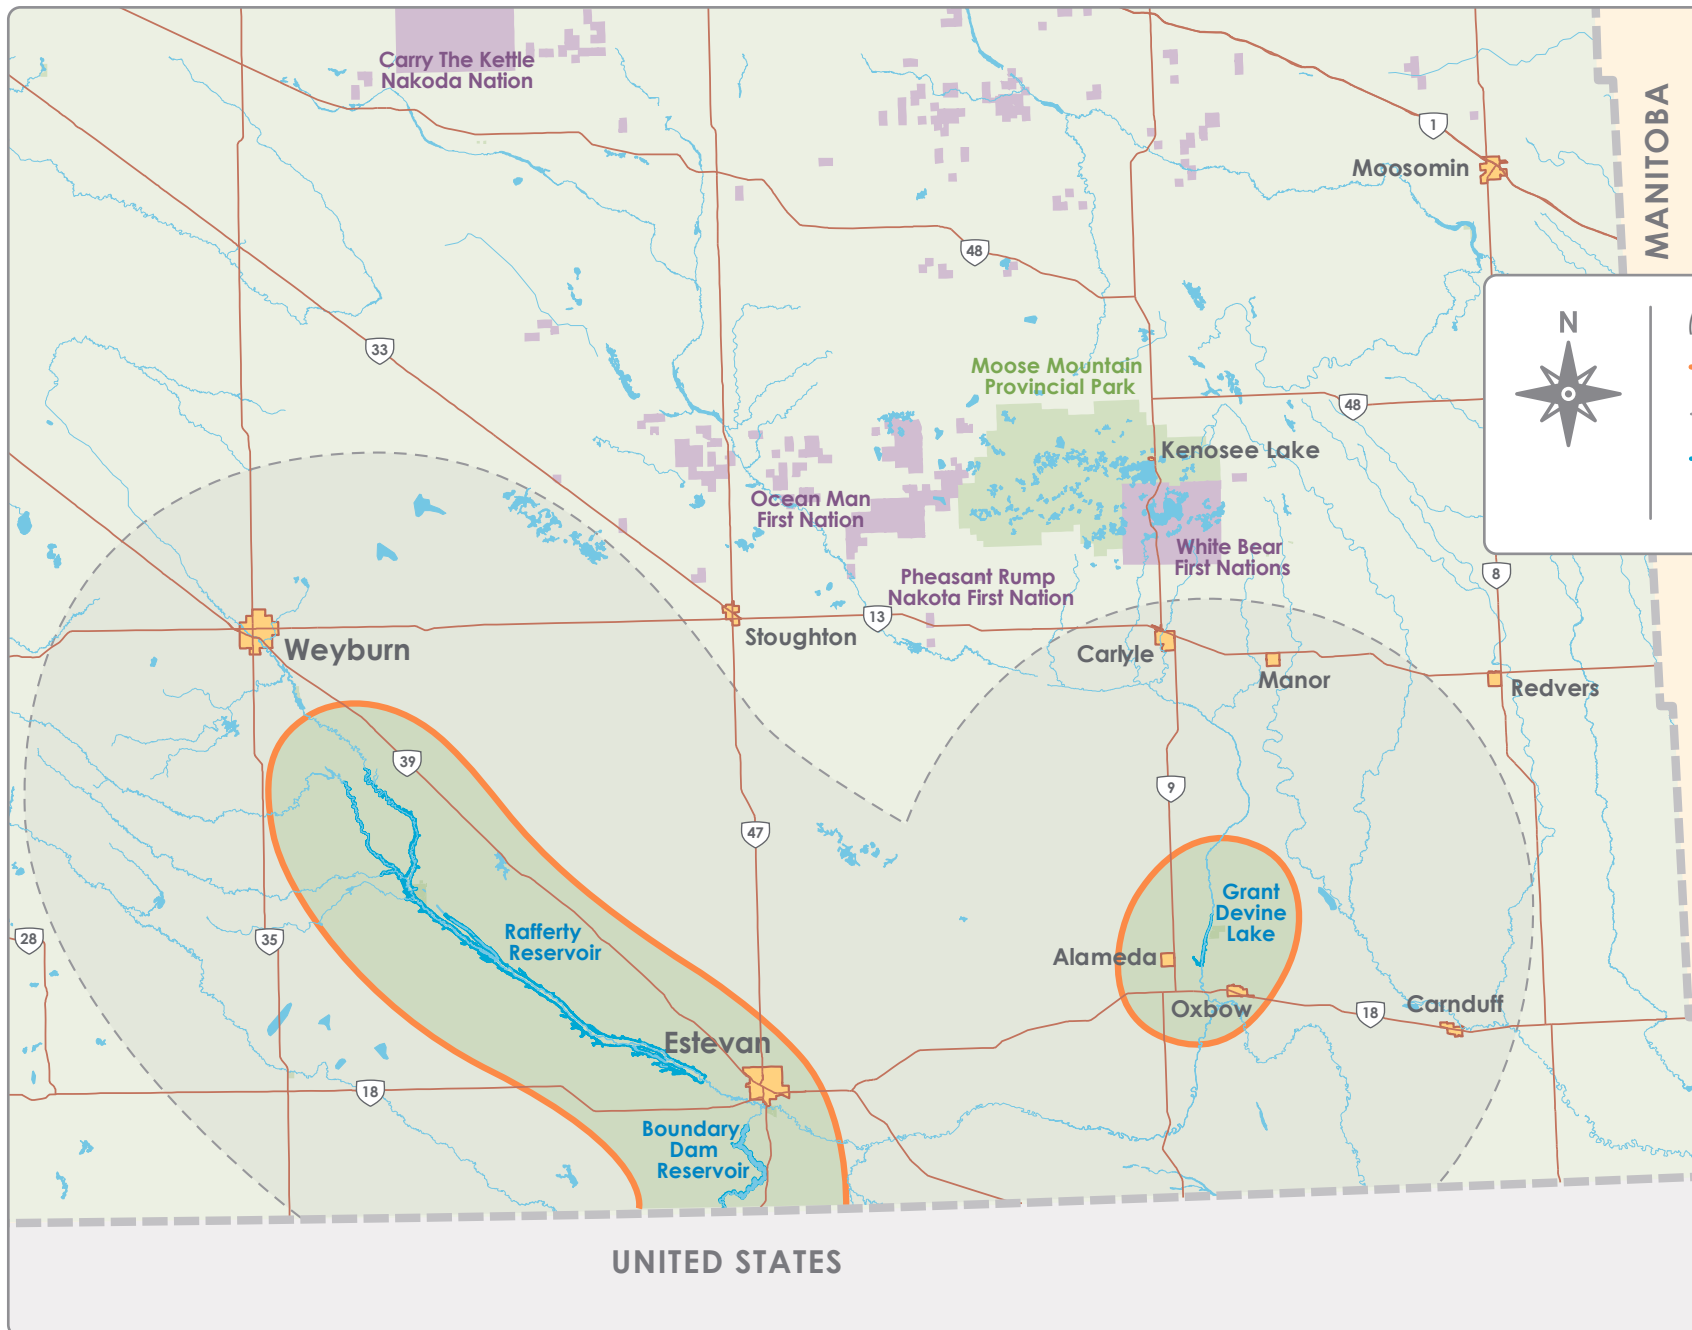 Carry The Kettle
Nakoda Nation
1
Moosomin
MANITOBA
48
N
33
Moose Mountain
Provincial Park
48
Kenosee Lake
Ocean Man
First Nation
White Bear
First Nations
Pheasant Rump
Nakota First Nation
8
13
Stoughton
Weyburn
Carlyle
Manor
Redvers
39
9
47
Grant
Devine
Lake
Rafferty
Reservoir
28
35
Alameda
Oxbow
18
Carnduff
Estevan
18
Boundary
Dam
Reservoir
UNITED STATES